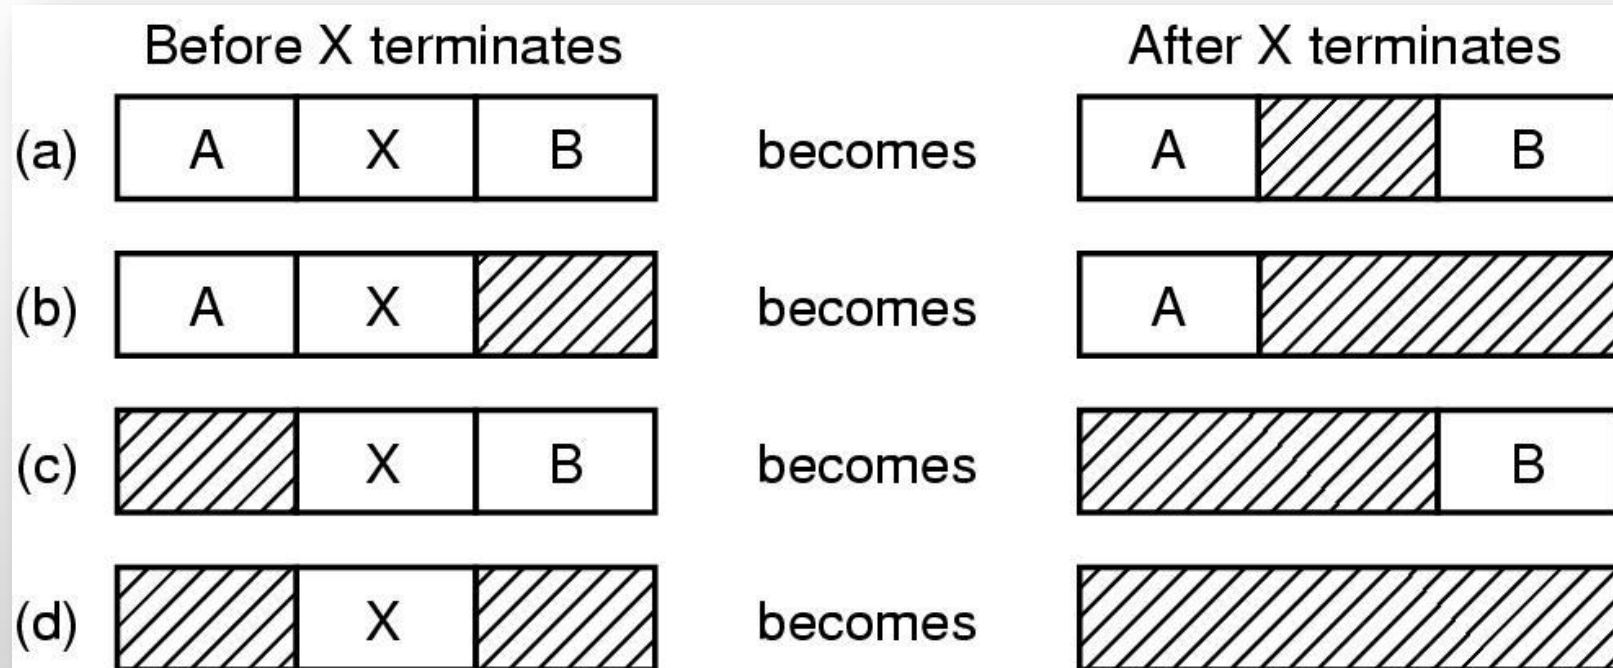 Before X terminates After X terminates
(a) A X B becomes A B
(b) A X becomes A
(c) X B becomes B
(d) X becomes